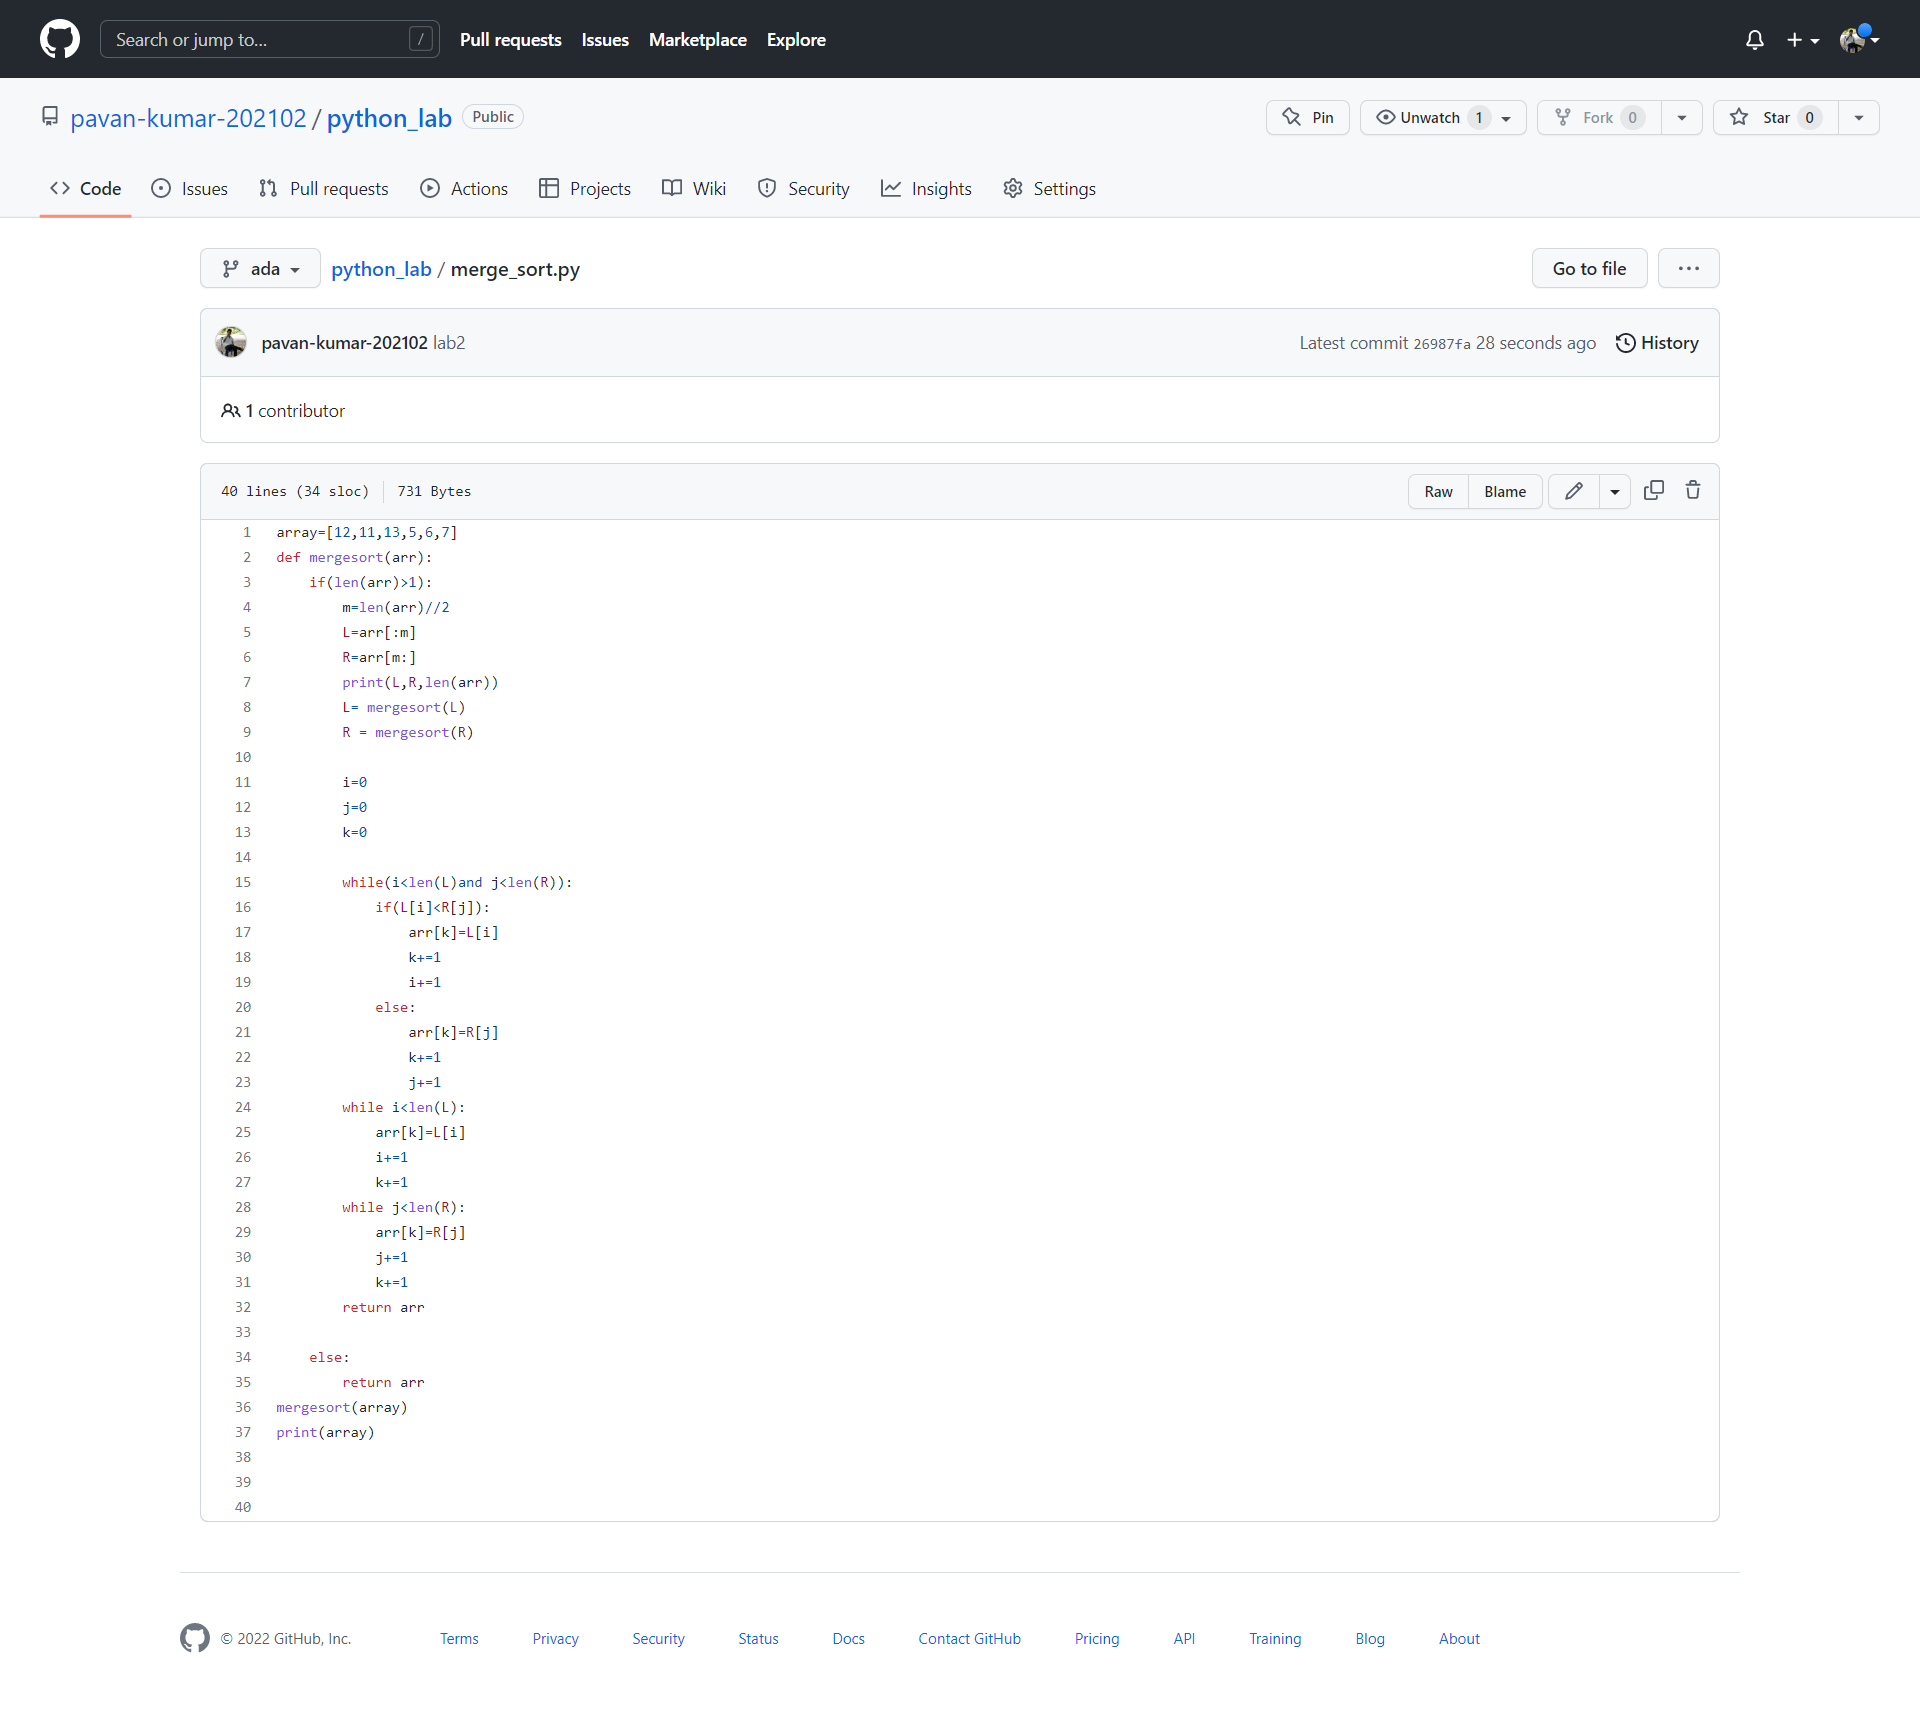 Search or jump to... /
Pull requests Issues Marketplace Explore
pavan-kumar-202102 / python_lab Public
Pin Unwatch 1 Fork 0 Star 0
Code Issues Pull requests Actions Projects Wiki Security Insights Settings
ada python_lab / merge_sort.py Go to file ...
pavan-kumar-202102 lab2 Latest commit 26987fa 28 seconds ago History
1 contributor
40 lines (34 sloc) 731 Bytes Raw Blame
1 array=[12,11,13,5,6,7]
2 def mergesort(arr):
3     if(len(arr)>1):
4         m=len(arr)//2
5         L=arr[:m]
6         R=arr[m:]
7         print(L,R,len(arr))
8         L= mergesort(L)
9         R = mergesort(R)
10
11         i=0
12         j=0
13         k=0
14
15         while(i<len(L)and j<len(R)):
16             if(L[i]<R[j]):
17                 arr[k]=L[i]
18                 k+=1
19                 i+=1
20             else:
21                 arr[k]=R[j]
22                 k+=1
23                 j+=1
24         while i<len(L):
25             arr[k]=L[i]
26             i+=1
27             k+=1
28         while j<len(R):
29             arr[k]=R[j]
30             j+=1
31             k+=1
32         return arr
33
34     else:
35         return arr
36 mergesort(array)
37 print(array)
38
39
40
© 2022 GitHub, Inc. Terms Privacy Security Status Docs Contact GitHub Pricing API Training Blog About